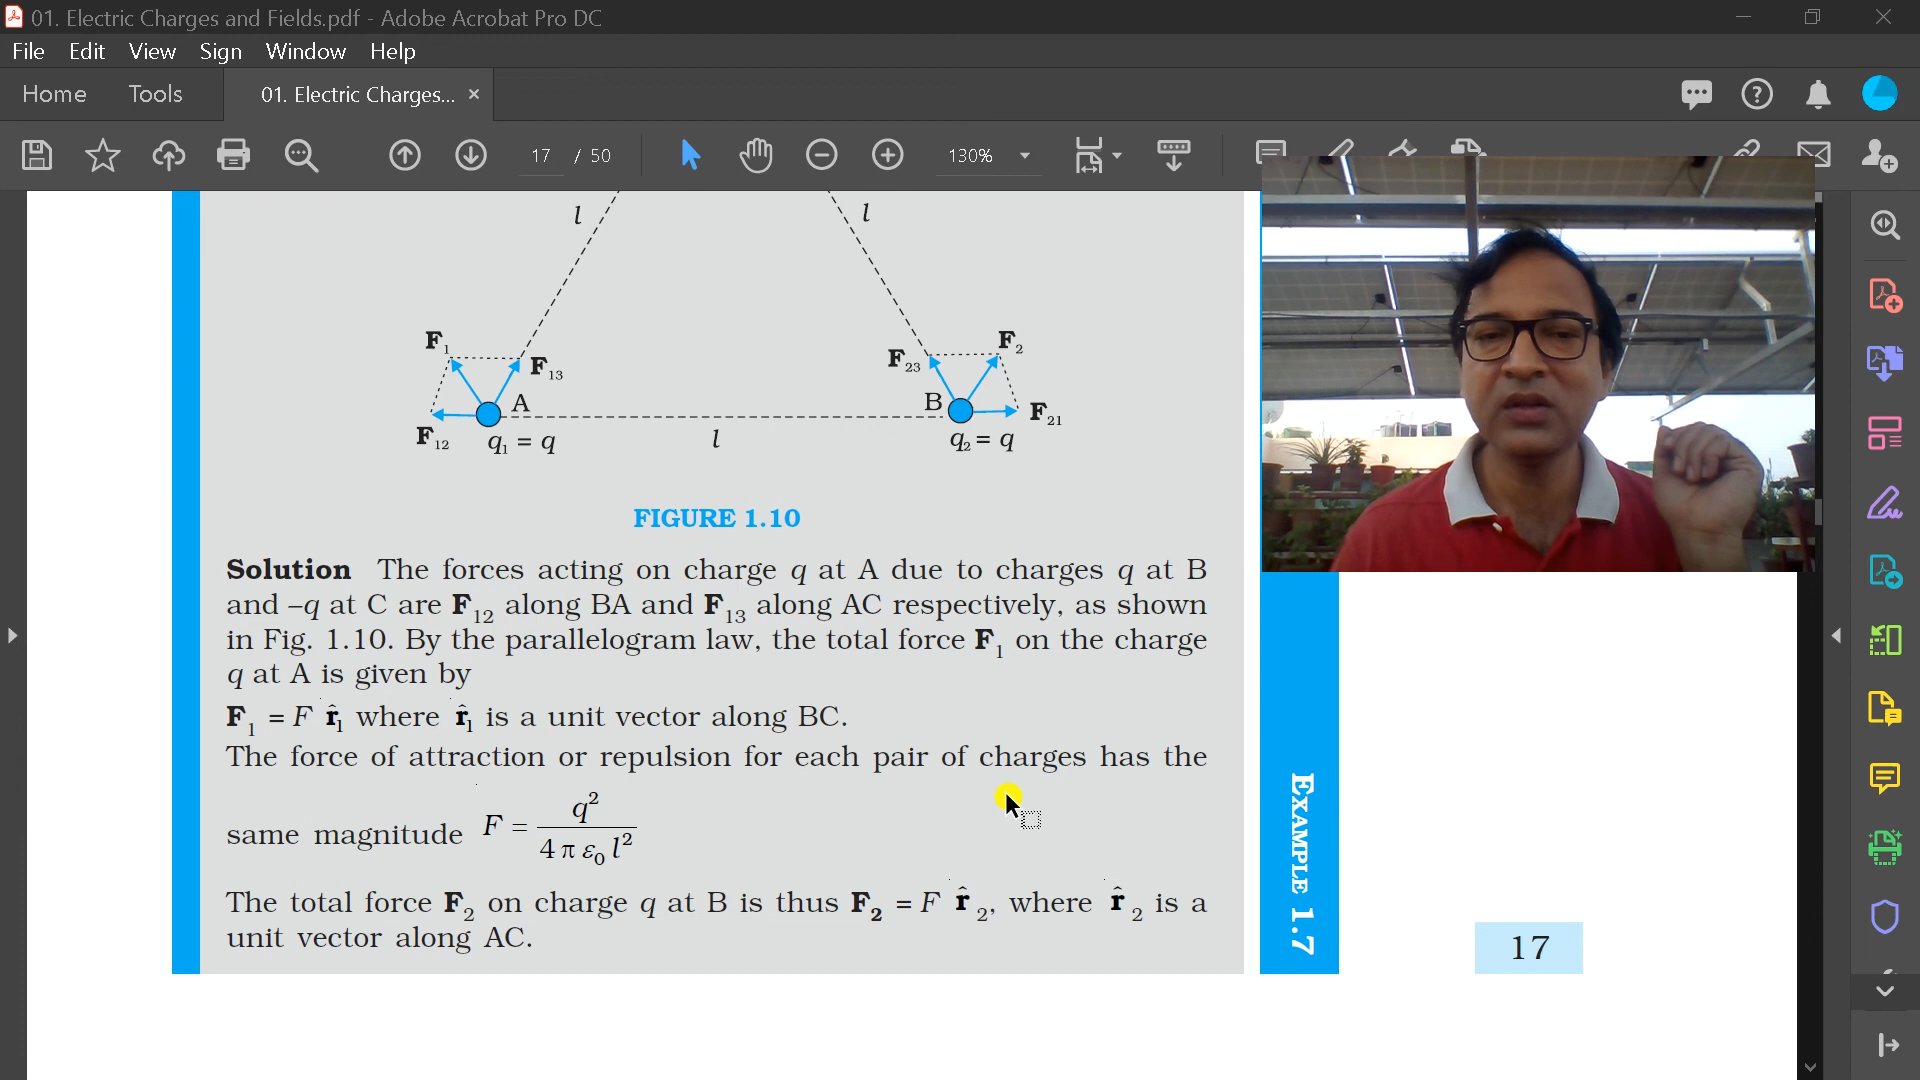 01. Electric Charges and Fields.pdf - Adobe Acrobat Pro DC
File Edit View Sign Window Help
Home Tools 01. Electric Charges... ×
17 / 50 130%
l l
F₁ F₁₃ F₂₃ F₂
A B F₂₁
F₁₂ q₁ = q l q₂ = q
FIGURE 1.10
Solution The forces acting on charge q at A due to charges q at B
and –q at C are F₁₂ along BA and F₁₃ along AC respectively, as shown
in Fig. 1.10. By the parallelogram law, the total force F₁ on the charge
q at A is given by
F₁ = F r̂₁ where r̂₁ is a unit vector along BC.
The force of attraction or repulsion for each pair of charges has the
same magnitude F = q² / 4 π ε₀ l²
The total force F₂ on charge q at B is thus F₂ = F r̂₂, where r̂₂ is a
unit vector along AC.
EXAMPLE 1.7
17